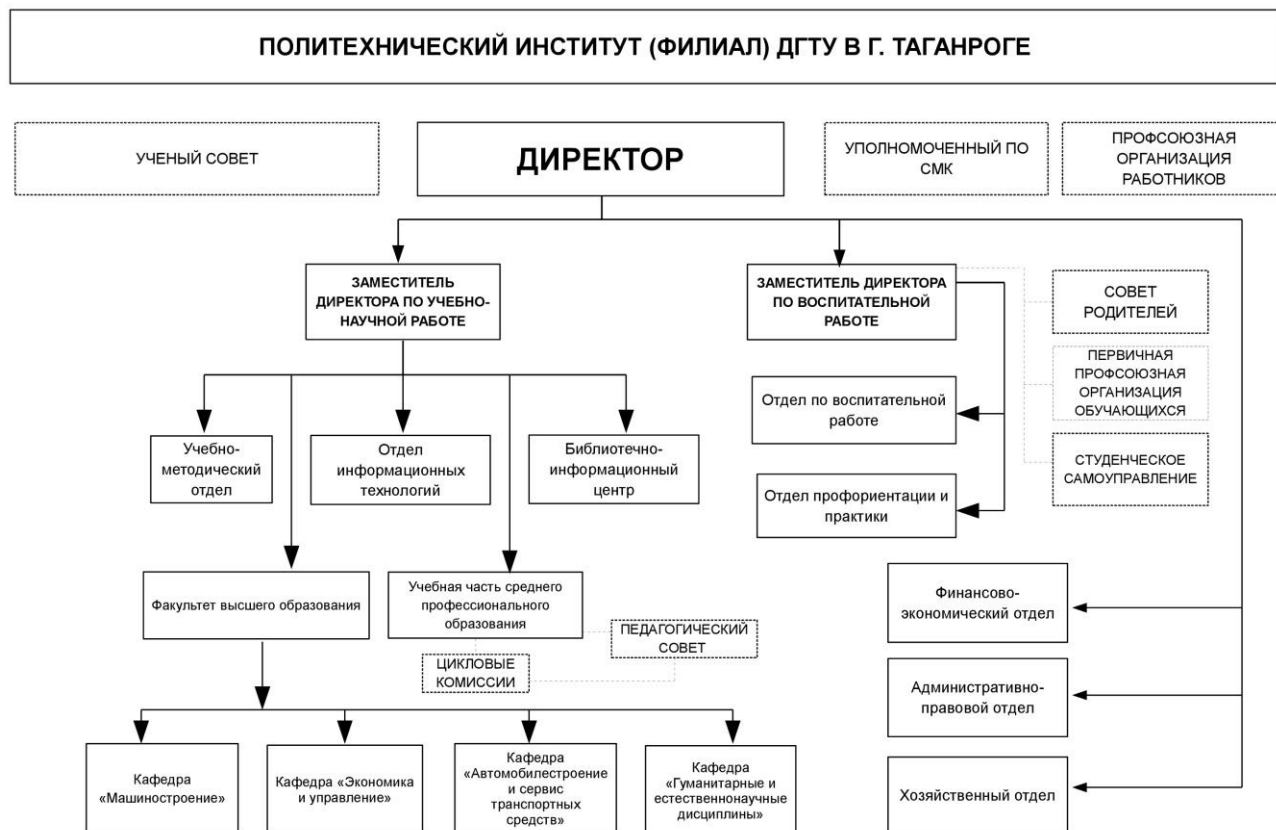 ПОЛИТЕХНИЧЕСКИЙ ИНСТИТУТ (ФИЛИАЛ) ДГТУ В Г. ТАГАНРОГЕ
УЧЕНЫЙ СОВЕТ
ДИРЕКТОР
УПОЛНОМОЧЕННЫЙ ПО
СМК
ПРОФСОЮЗНАЯ
ОРГАНИЗАЦИЯ
РАБОТНИКОВ
ЗАМЕСТИТЕЛЬ
ДИРЕКТОРА ПО УЧЕБНО-
НАУЧНОЙ РАБОТЕ
ЗАМЕСТИТЕЛЬ ДИРЕКТОРА
ПО ВОСПИТАТЕЛЬНОЙ
РАБОТЕ
СОВЕТ
РОДИТЕЛЕЙ
ПЕРВИЧНАЯ
ПРОФСОЮЗНАЯ
ОРГАНИЗАЦИЯ
ОБУЧАЮЩИХСЯ
СТУДЕНЧЕСКОЕ
САМОУПРАВЛЕНИЕ
Отдел по воспитательной
работе
Отдел профориентации и
практики
Учебно-
методический
отдел
Отдел
информационных
технологий
Библиотечно-
информационный
центр
Факультет высшего образования
Учебная часть среднего
профессионального
образования
ПЕДАГОГИЧЕСКИЙ
СОВЕТ
ЦИКЛОВЫЕ
КОМИССИИ
Финансово-
экономический отдел
Административно-
правовой отдел
Хозяйственный отдел
Кафедра
«Машиностроение»
Кафедра «Экономика
и управление»
Кафедра
«Автомобилестроение
и сервис
транспортных
средств»
Кафедра
«Гуманитарные и
естественнонаучные
дисциплины»